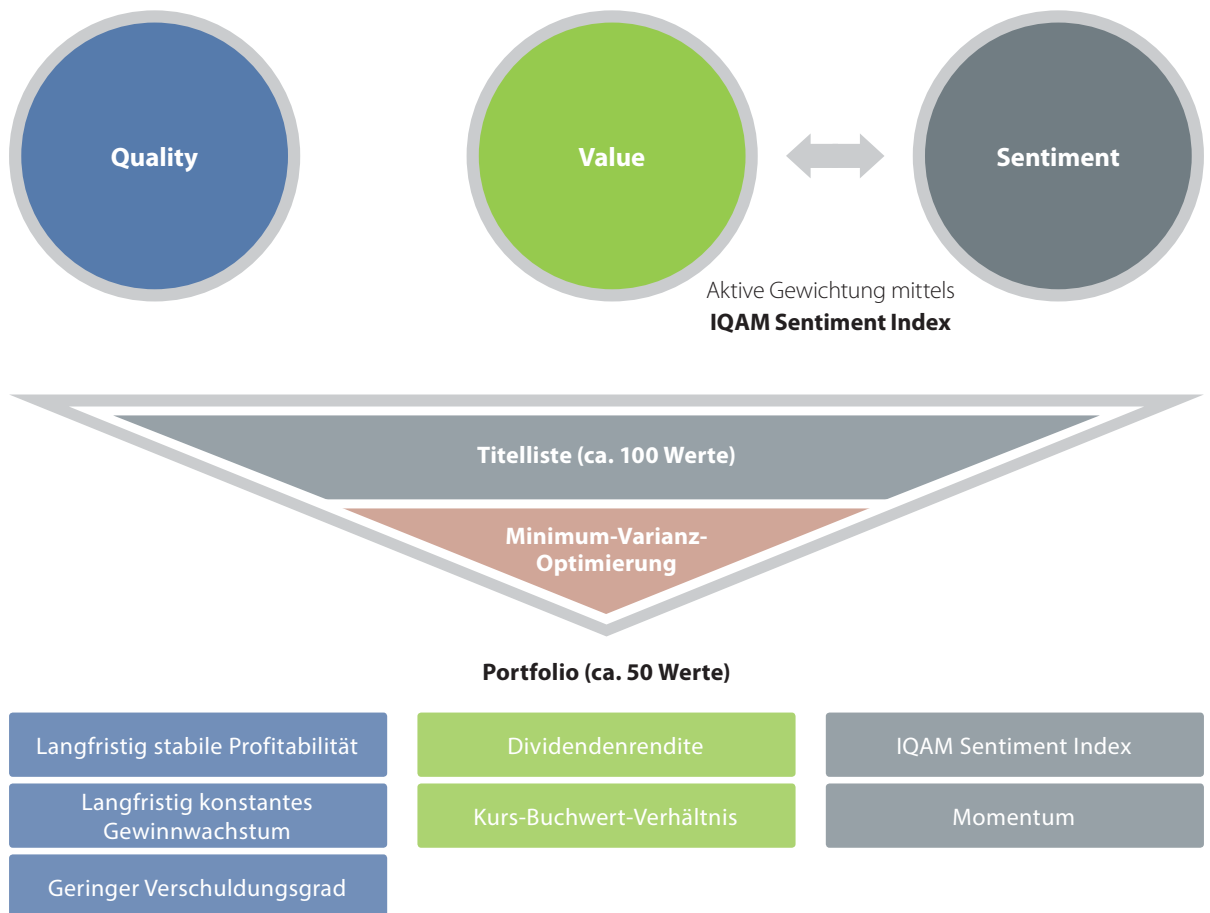 Quality
Value
Sentiment
Aktive Gewichtung mittels
IQAM Sentiment Index
Titelliste (ca. 100 Werte)
Minimum-Varianz-
Optimierung
Portfolio (ca. 50 Werte)
Langfristig stabile Profitabilität
Dividendenrendite
IQAM Sentiment Index
Langfristig konstantes
Gewinnwachstum
Kurs-Buchwert-Verhältnis
Momentum
Geringer Verschuldungsgrad